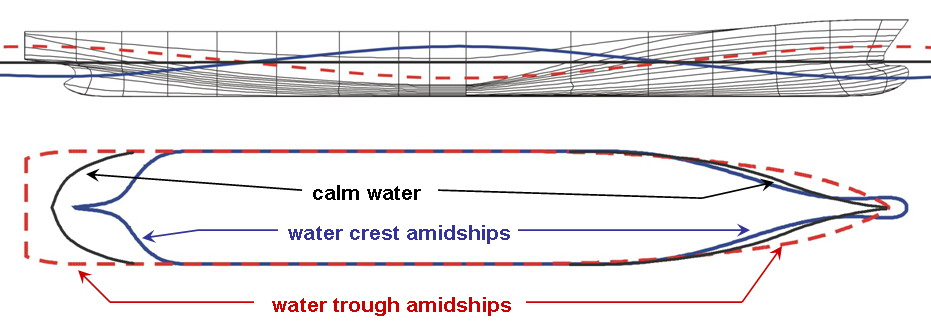 calm water
water crest amidships
water trough amidships